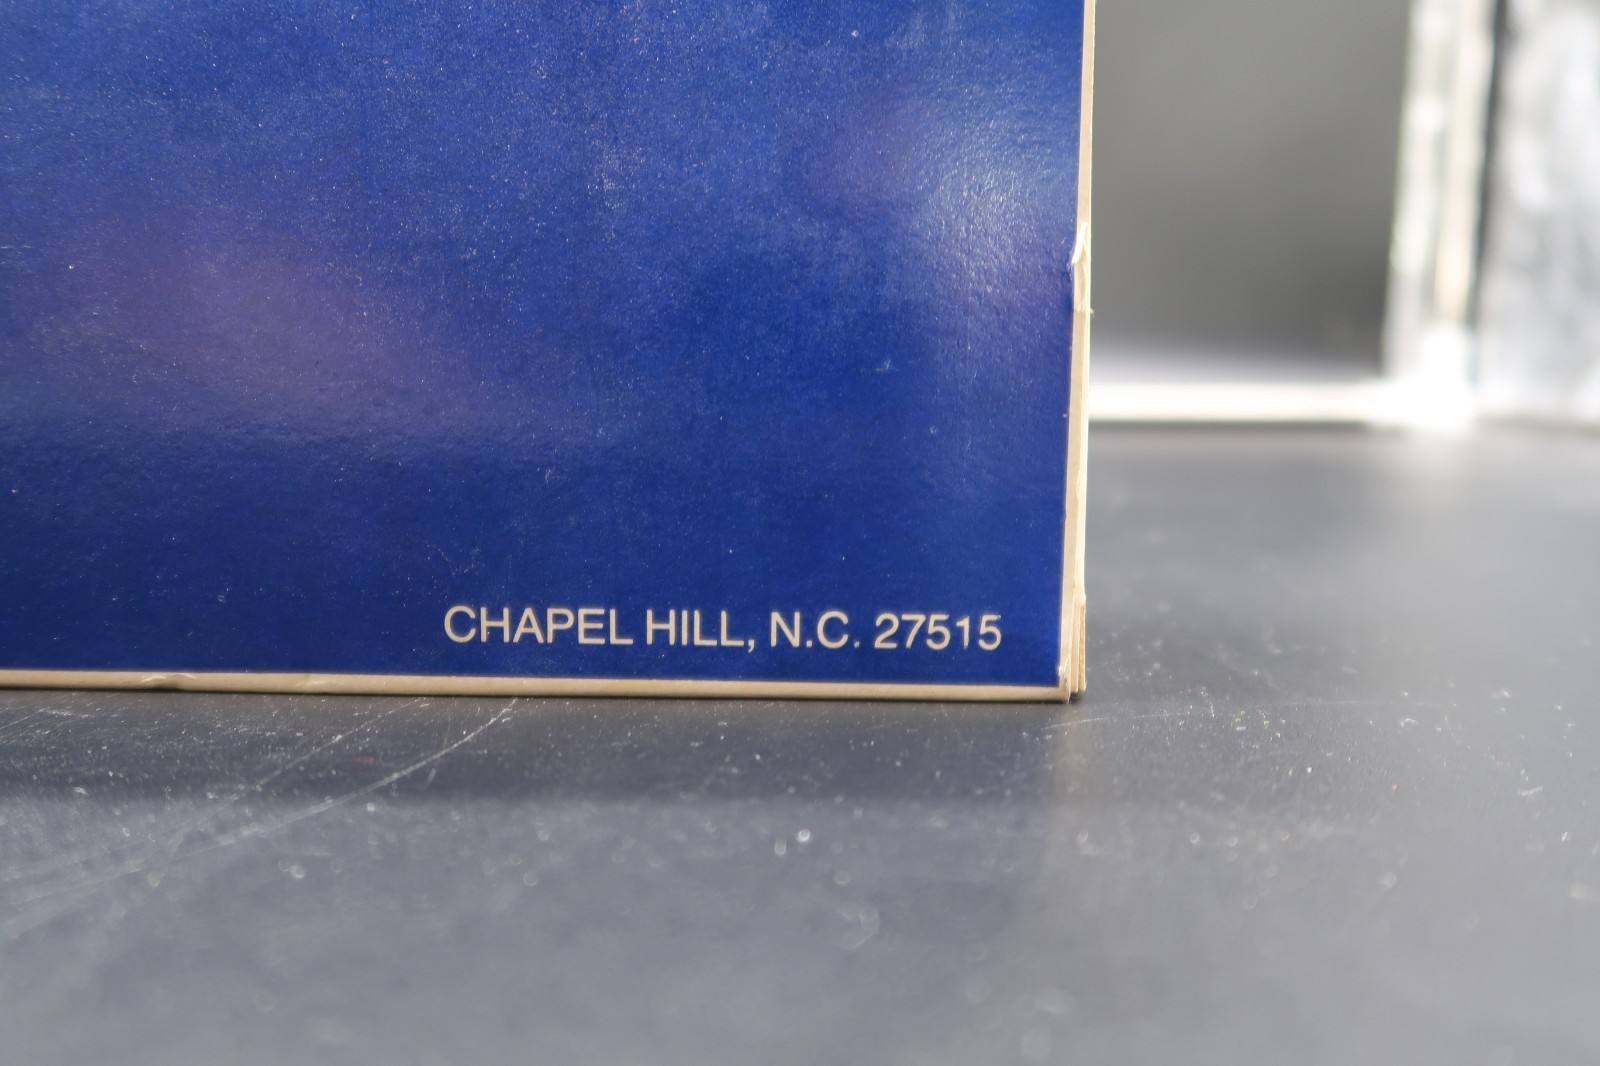 CHAPEL HILL, N.C. 27515